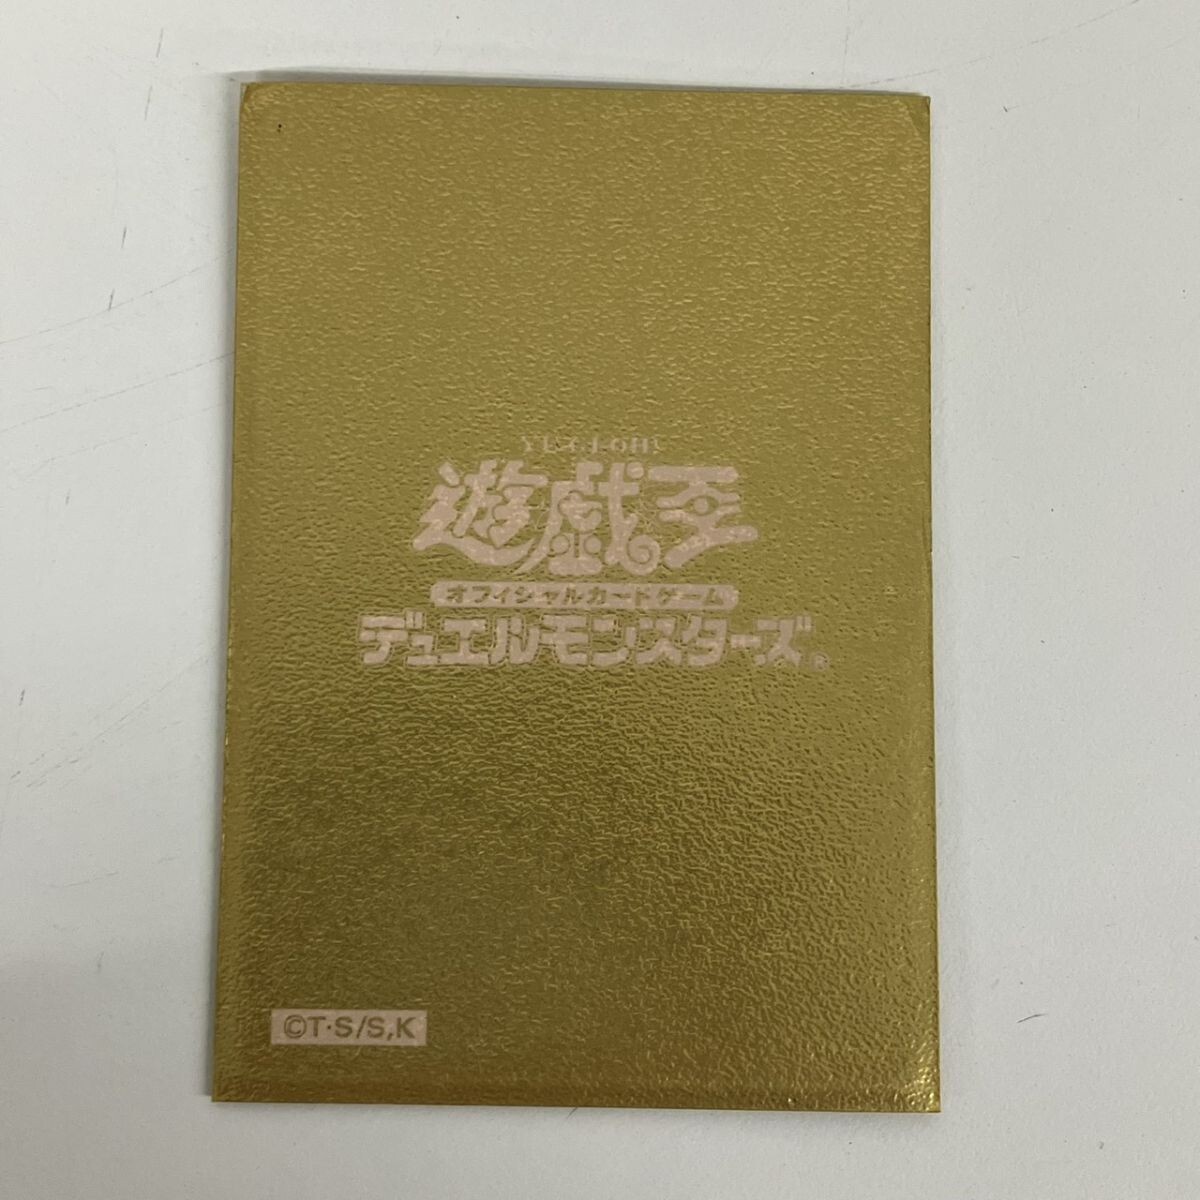 YU-GI-OH!
遊戯王
オフィシャルカードゲーム
デュエルモンスターズ®
©T·S/S,K